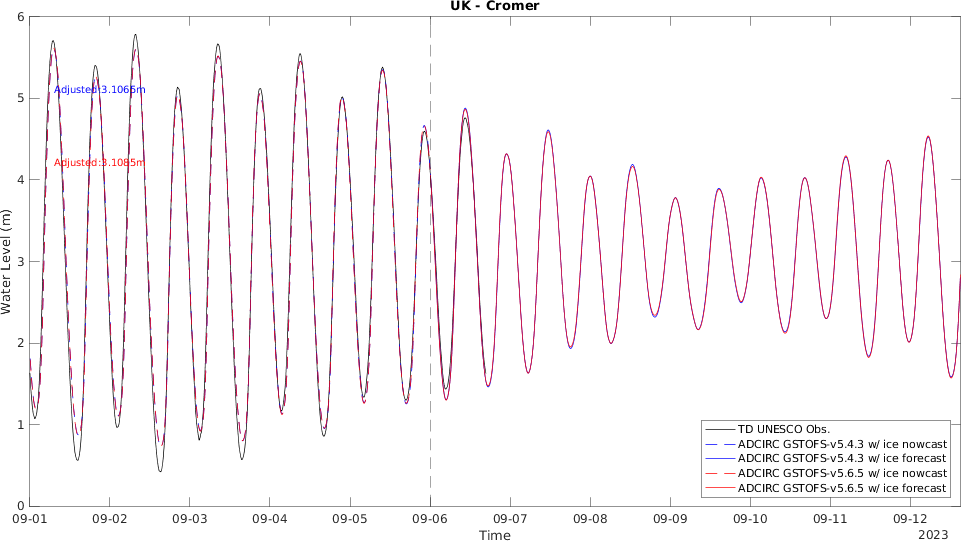 UK - Cromer
6
5
4
3
2
1
0
Water Level (m)
Adjusted:3.1065m
Adjusted:3.1085m
TD UNESCO Obs.
ADCIRC GSTOFS-v5.4.3 w/ ice nowcast
ADCIRC GSTOFS-v5.4.3 w/ ice forecast
ADCIRC GSTOFS-v5.6.5 w/ ice nowcast
ADCIRC GSTOFS-v5.6.5 w/ ice forecast
09-01 09-02 09-03 09-04 09-05 09-06 09-07 09-08 09-09 09-10 09-11 09-12
Time
2023